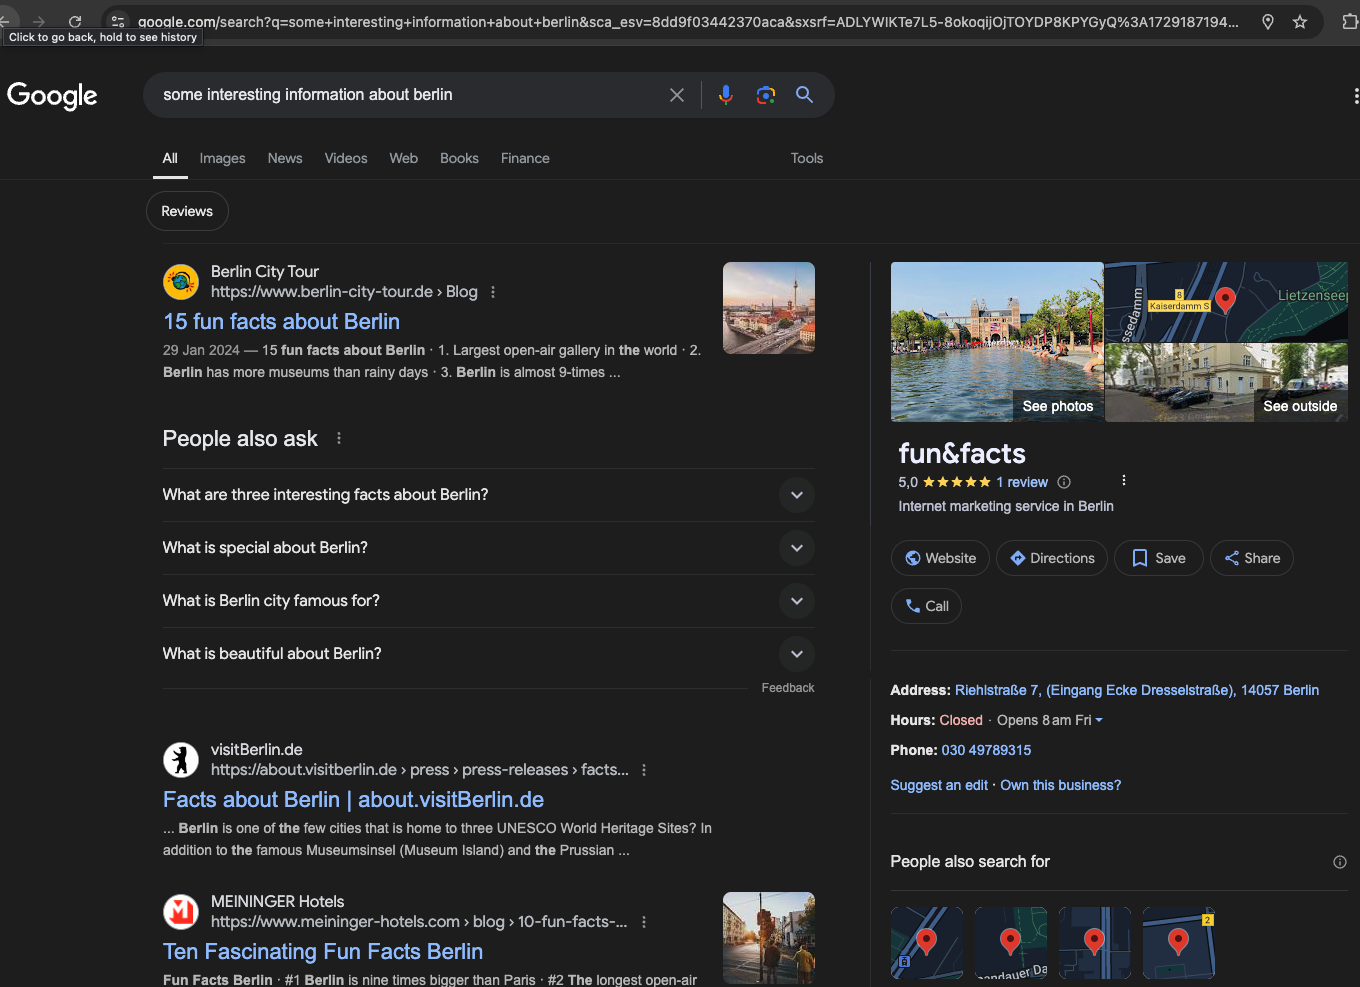 google.com/search?q=some+interesting+information+about+berlin&sca_esv=8dd9f03442370aca&sxsrf=ADLYWIKTe7L5-8okoqijOjTOYDP8KPYGyQ%3A1729187194...
Click to go back, hold to see history
Google
some interesting information about berlin
All Images News Videos Web Books Finance Tools
Reviews
Berlin City Tour
https://www.berlin-city-tour.de › Blog
15 fun facts about Berlin
29 Jan 2024 — 15 fun facts about Berlin · 1. Largest open-air gallery in the world · 2.
Berlin has more museums than rainy days · 3. Berlin is almost 9-times ...
People also ask
What are three interesting facts about Berlin?
What is special about Berlin?
What is Berlin city famous for?
What is beautiful about Berlin?
Feedback
visitBerlin.de
https://about.visitberlin.de › press › press-releases › facts...
Facts about Berlin | about.visitBerlin.de
... Berlin is one of the few cities that is home to three UNESCO World Heritage Sites? In
addition to the famous Museumsinsel (Museum Island) and the Prussian ...
MEININGER Hotels
https://www.meininger-hotels.com › blog › 10-fun-facts-...
Ten Fascinating Fun Facts Berlin
Fun Facts Berlin · #1 Berlin is nine times bigger than Paris · #2 The longest open-air
See photos
ssedamm
8
Kaiserdamm S
Lietzenseep
See outside
fun&facts
5,0 ★★★★★ 1 review
Internet marketing service in Berlin
Website Directions Save Share
Call
Address: Riehlstraße 7, (Eingang Ecke Dresselstraße), 14057 Berlin
Hours: Closed · Opens 8 am Fri
Phone: 030 49789315
Suggest an edit · Own this business?
People also search for
andauer Da
2